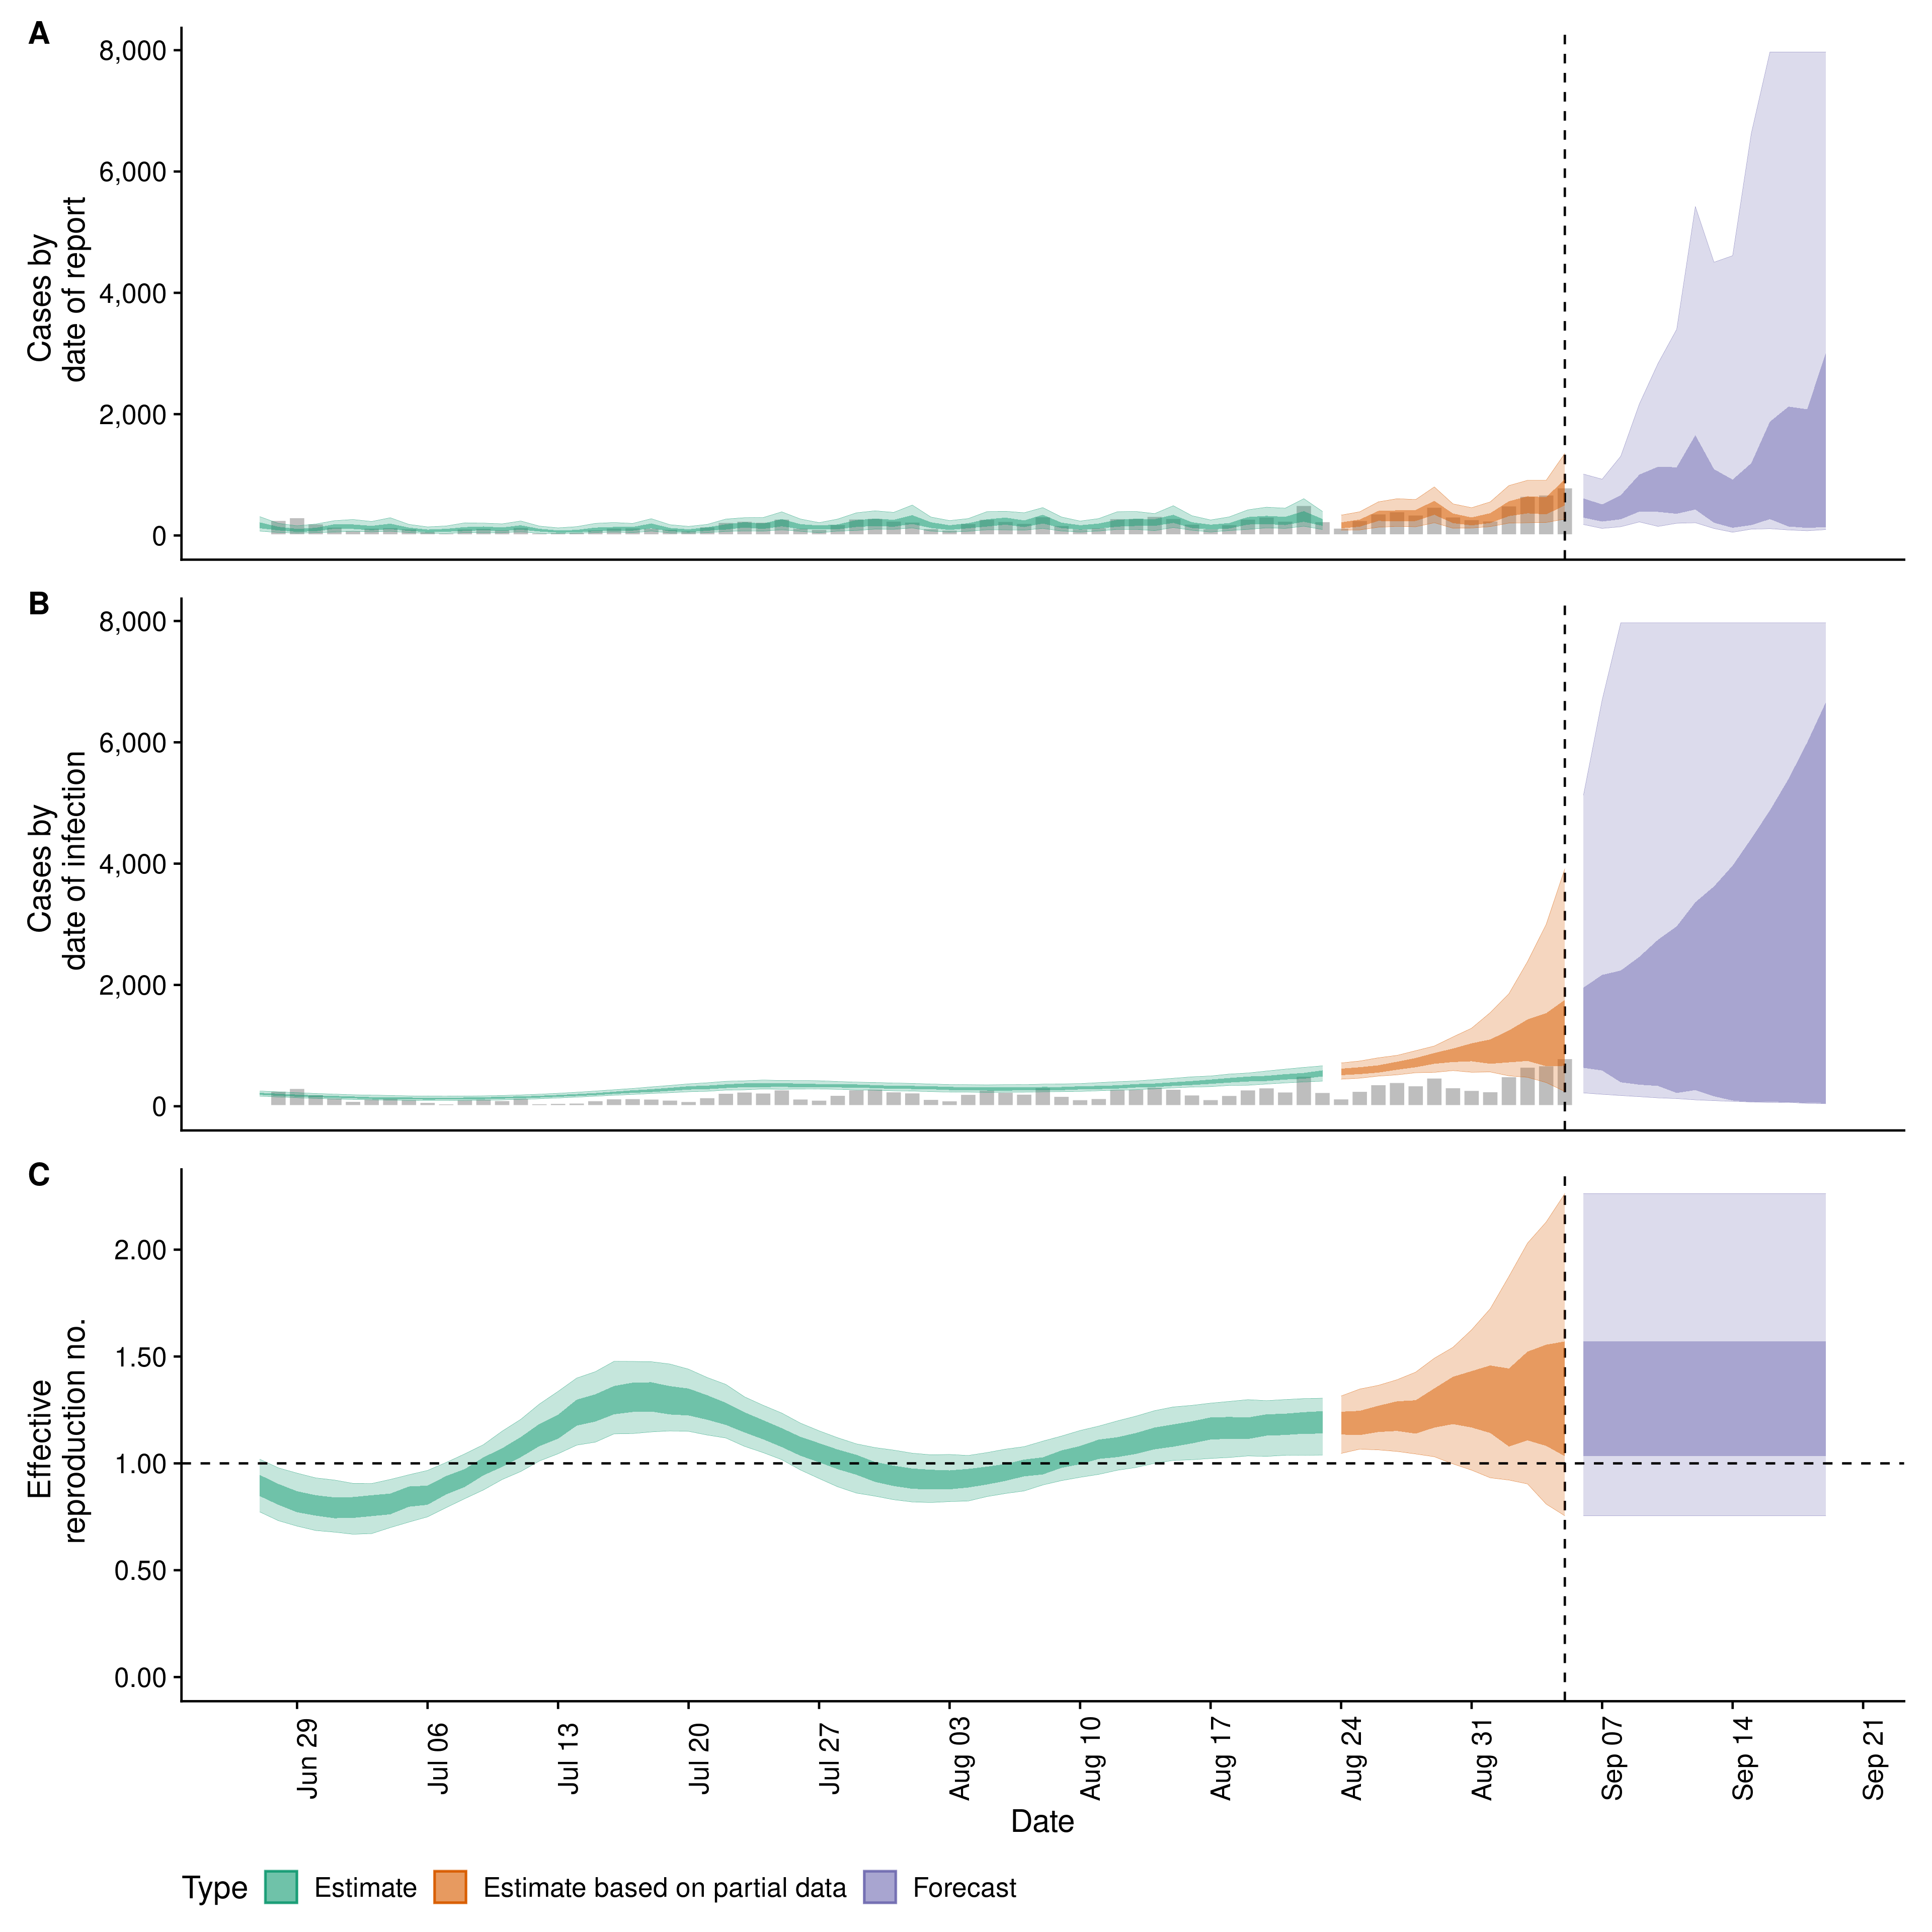 A
8,000
6,000
4,000
2,000
0
Cases by
date of report
B
8,000
6,000
4,000
2,000
0
Cases by
date of infection
C
2.00
1.50
1.00
0.50
0.00
Effective
reproduction no.
Jun 29
Jul 06
Jul 13
Jul 20
Jul 27
Aug 03
Aug 10
Aug 17
Aug 24
Aug 31
Sep 07
Sep 14
Sep 21
Date
Type Estimate Estimate based on partial data Forecast